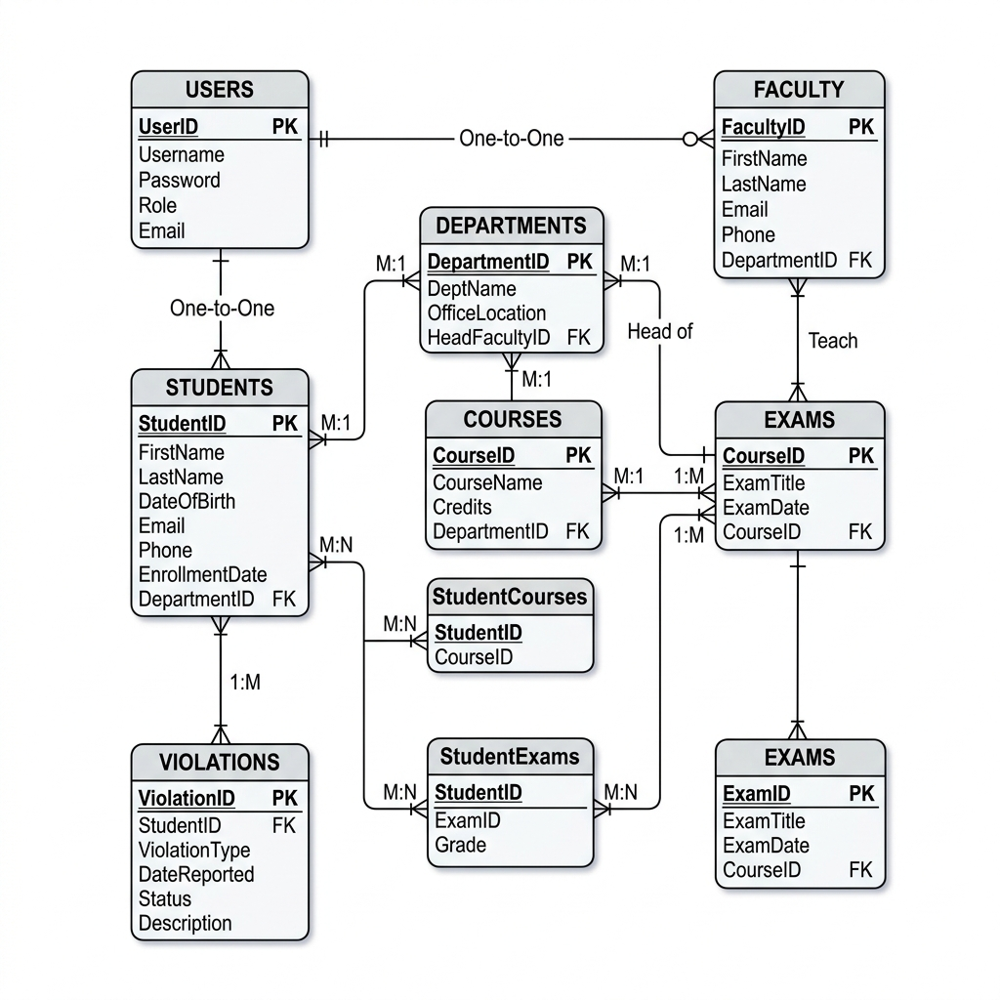 USERS
UserID PK
Username
Password
Role
Email
One-to-One
FACULTY
FacultyID PK
FirstName
LastName
Email
Phone
DepartmentID FK
DEPARTMENTS
DepartmentID PK
DeptName
OfficeLocation
HeadFacultyID FK
M:1
M:1
Head of
Teach
One-to-One
M:1
STUDENTS
StudentID PK
FirstName
LastName
DateOfBirth
Email
Phone
EnrollmentDate
DepartmentID FK
M:1
M:N
COURSES
CourseID PK
CourseName
Credits
DepartmentID FK
M:1
1:M
1:M
EXAMS
CourseID PK
ExamTitle
ExamDate
CourseID FK
StudentCourses
StudentID
CourseID
M:N
1:M
VIOLATIONS
ViolationID PK
StudentID FK
ViolationType
DateReported
Status
Description
M:N
StudentExams
StudentID
ExamID
Grade
M:N
EXAMS
ExamID PK
ExamTitle
ExamDate
CourseID FK